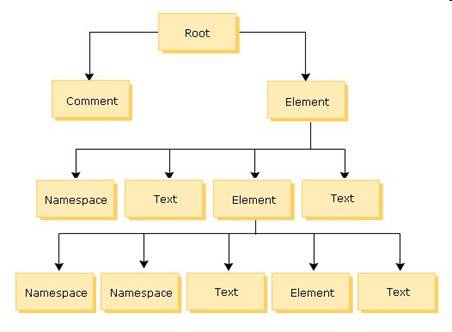 Root
Comment
Element
Namespace
Text
Element
Text
Namespace
Namespace
Text
Element
Text